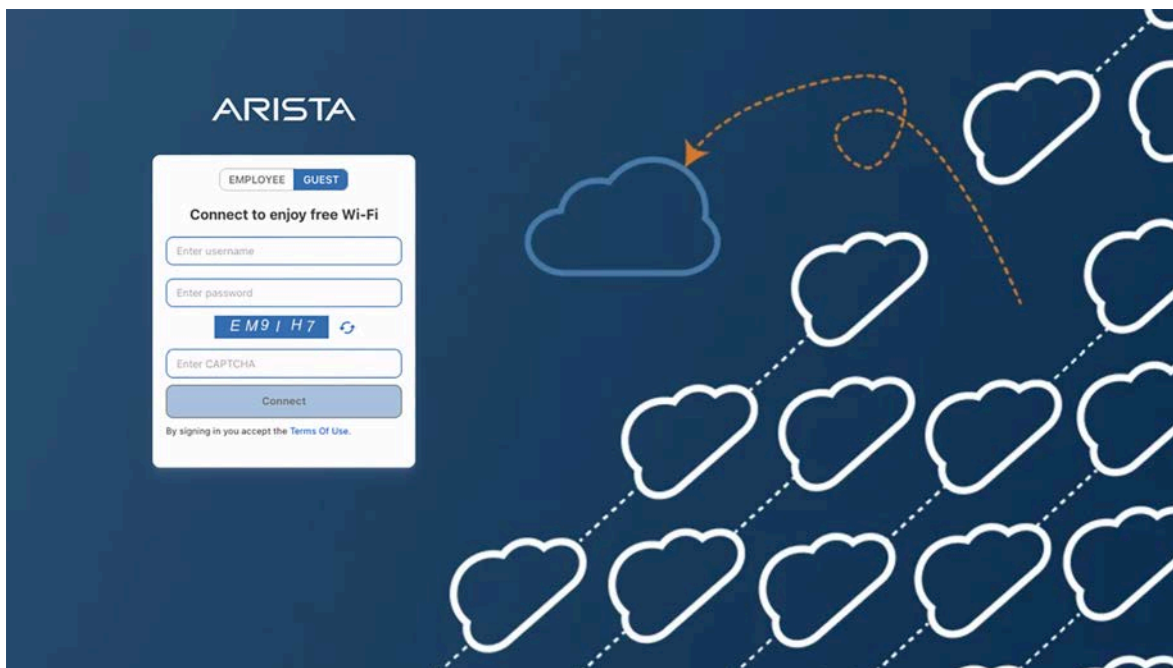 ARISTA
EMPLOYEE GUEST
Connect to enjoy free Wi-Fi
Enter username
Enter password
EM9I H7
Enter CAPTCHA
Connect
By signing in you accept the Terms Of Use.